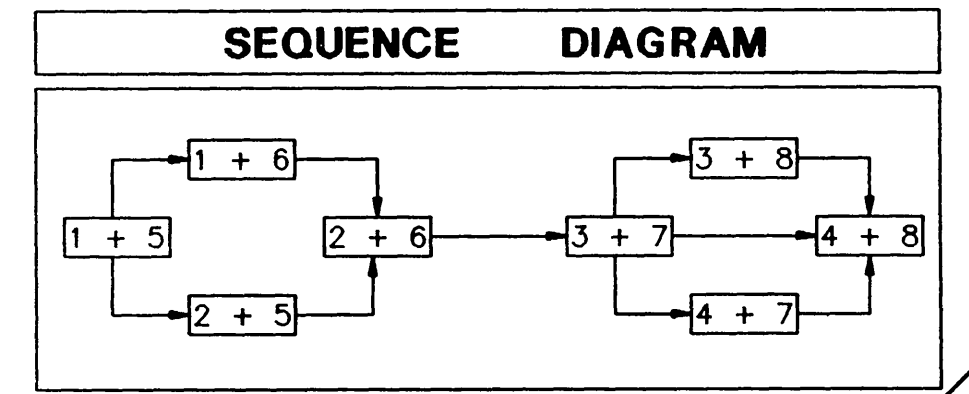 SEQUENCE DIAGRAM
1 + 6
3 + 8
1 + 5
2 + 6
3 + 7
4 + 8
2 + 5
4 + 7